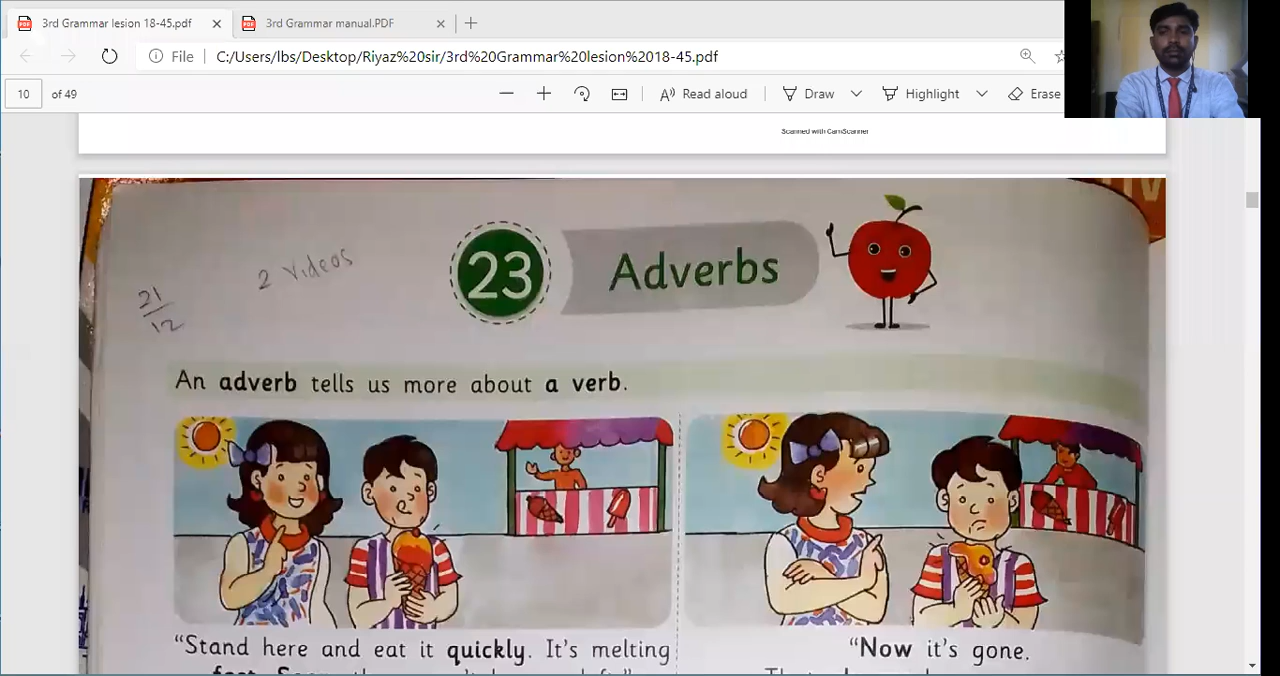 3rd Grammar lesion 18-45.pdf
3rd Grammar manual.PDF
File
C:/Users/lbs/Desktop/Riyaz%20sir/3rd%20Grammar%20lesion%2018-45.pdf
10 of 49
Read aloud
Draw
Highlight
Erase
Scanned with CamScanner
21/12
2 Videos
23
Adverbs
An adverb tells us more about a verb.
"Stand here and eat it quickly. It's melting
"Now it's gone.